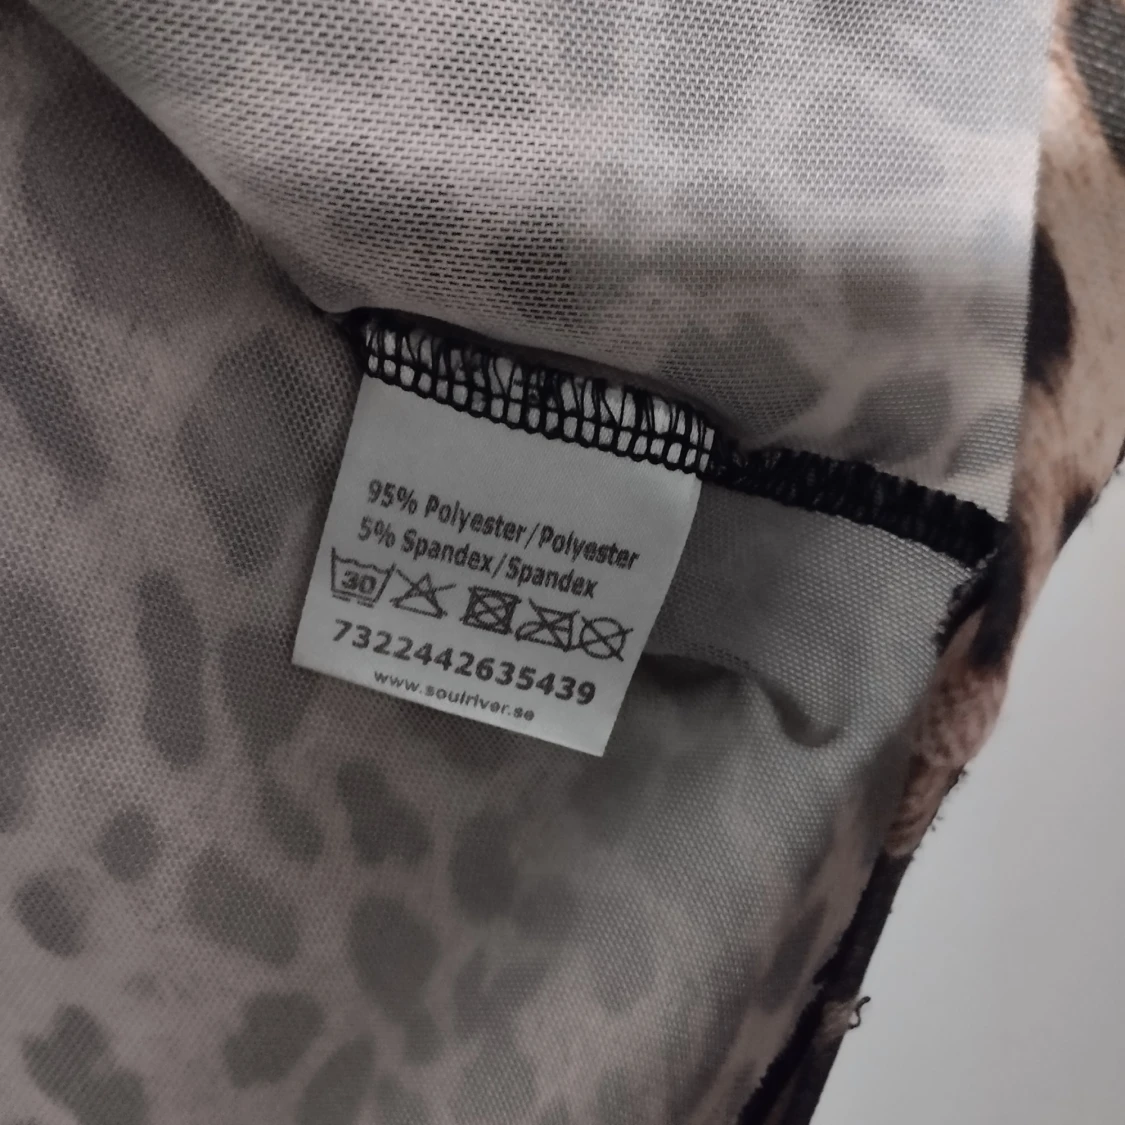 95% Polyester/Polyester
5% Spandex/Spandex
30
7322442635439
www.soulriver.se